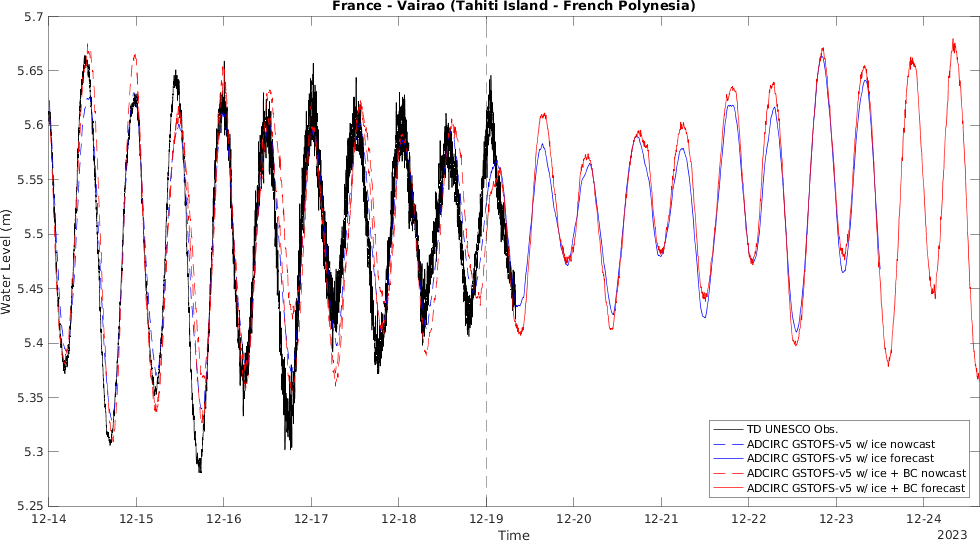 France - Vairao (Tahiti Island - French Polynesia)
5.7
5.65
5.6
5.55
5.5
5.45
5.4
5.35
5.3
5.25
Water Level (m)
12-14 12-15 12-16 12-17 12-18 12-19 12-20 12-21 12-22 12-23 12-24
Time
2023
TD UNESCO Obs.
ADCIRC GSTOFS-v5 w/ ice nowcast
ADCIRC GSTOFS-v5 w/ ice forecast
ADCIRC GSTOFS-v5 w/ ice + BC nowcast
ADCIRC GSTOFS-v5 w/ ice + BC forecast